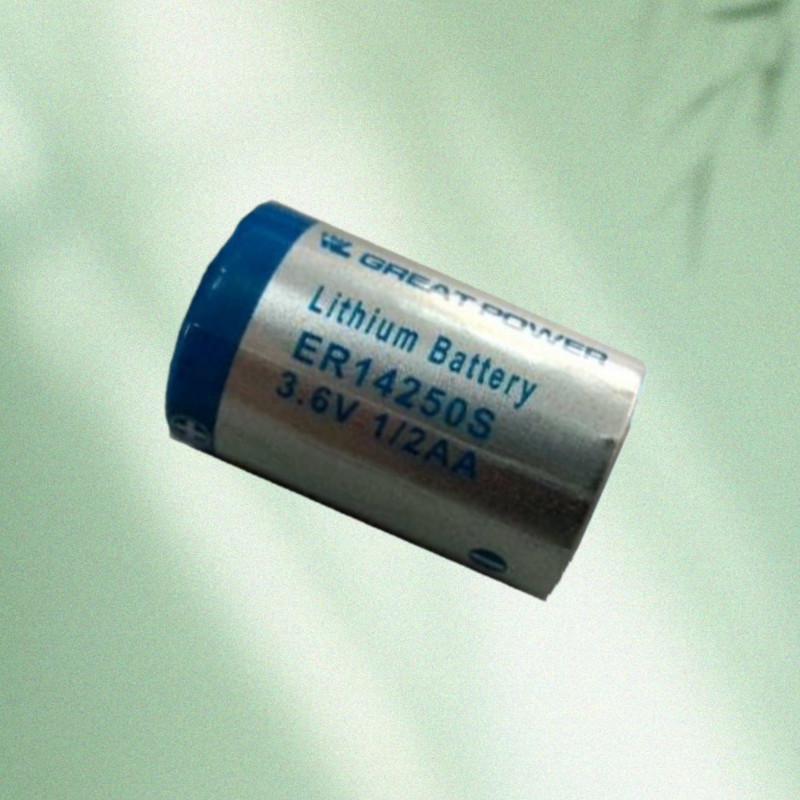 GREAT POWER
Lithium Battery
ER14250S
3.6V 1/2AA